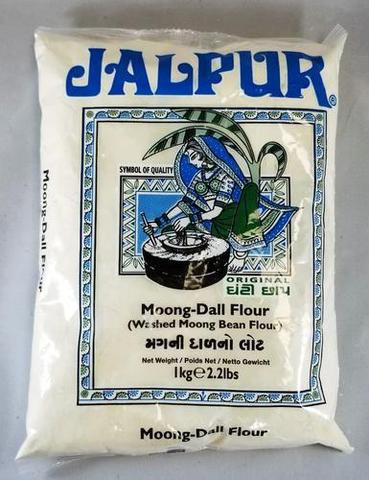 JALPUR®
SYMBOL OF QUALITY
ORIGINAL
ઘંટી છાપ
Moong-Dall Flour
(Washed Moong Bean Flour)
મગની દાળનો લોટ
Net Weight / Poids Net / Netto Gewicht
1kg e 2.2lbs
Moong-Dall Flour
Moong-Dall Flour